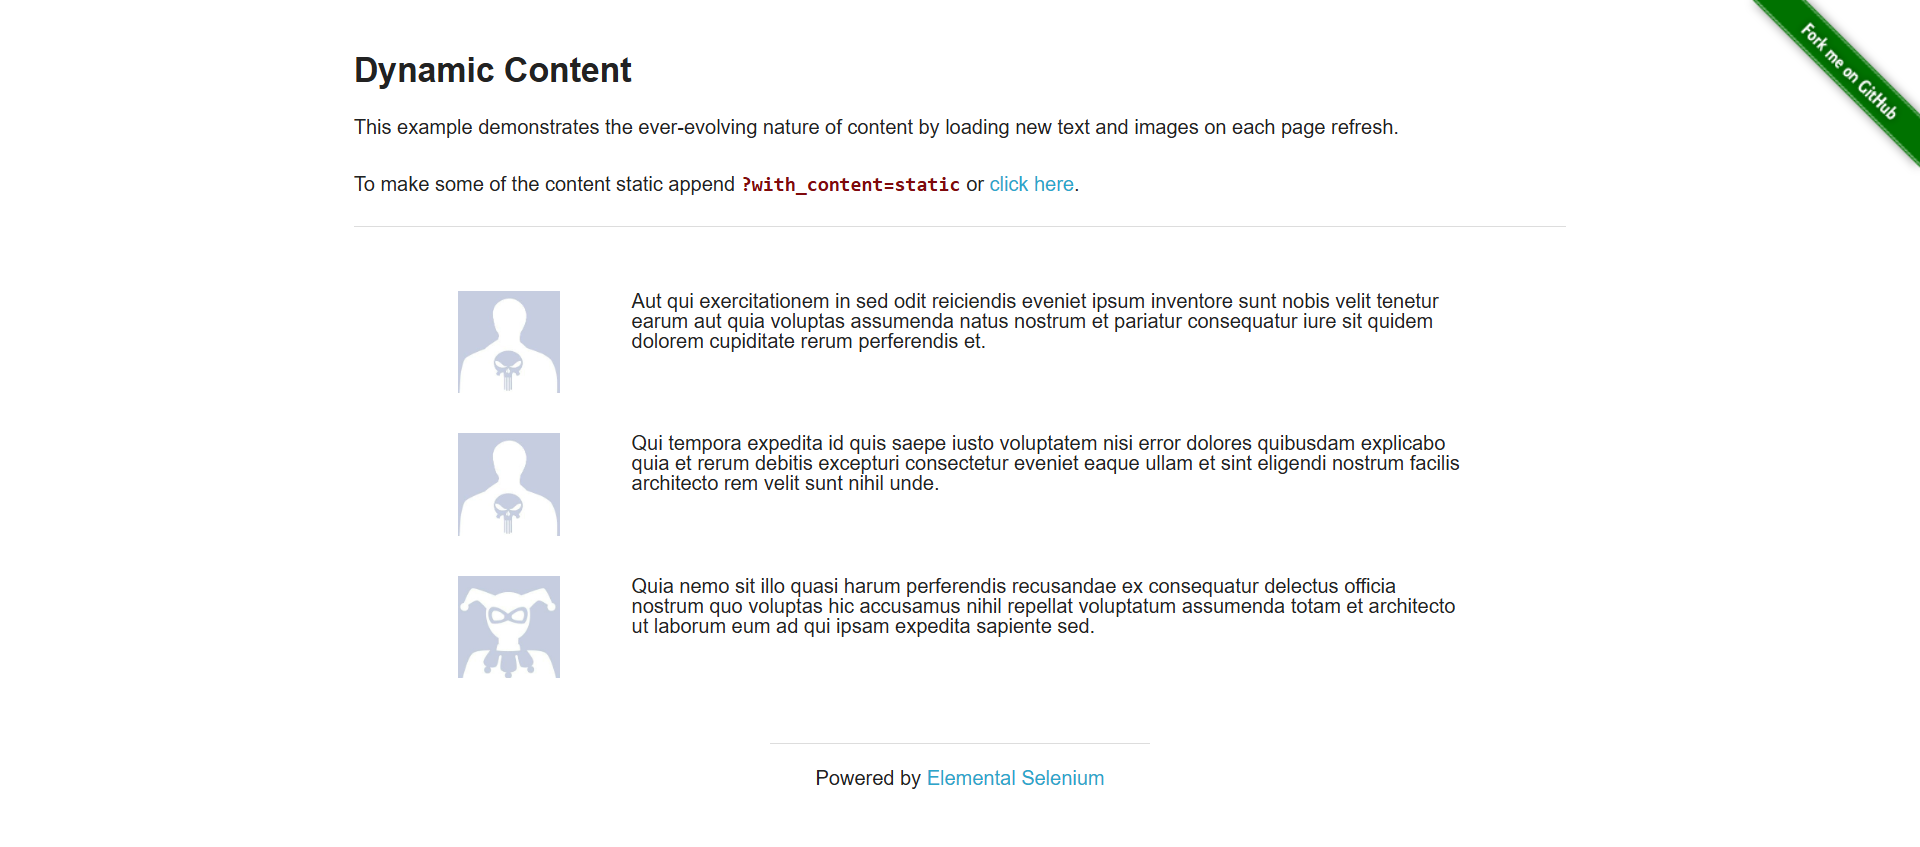 Fork me on GitHub
Dynamic Content
This example demonstrates the ever-evolving nature of content by loading new text and images on each page refresh.
To make some of the content static append ?with_content=static or click here.
Aut qui exercitationem in sed odit reiciendis eveniet ipsum inventore sunt nobis velit tenetur
earum aut quia voluptas assumenda natus nostrum et pariatur consequatur iure sit quidem
dolorem cupiditate rerum perferendis et.
Qui tempora expedita id quis saepe iusto voluptatem nisi error dolores quibusdam explicabo
quia et rerum debitis excepturi consectetur eveniet eaque ullam et sint eligendi nostrum facilis
architecto rem velit sunt nihil unde.
Quia nemo sit illo quasi harum perferendis recusandae ex consequatur delectus officia
nostrum quo voluptas hic accusamus nihil repellat voluptatum assumenda totam et architecto
ut laborum eum ad qui ipsam expedita sapiente sed.
Powered by Elemental Selenium